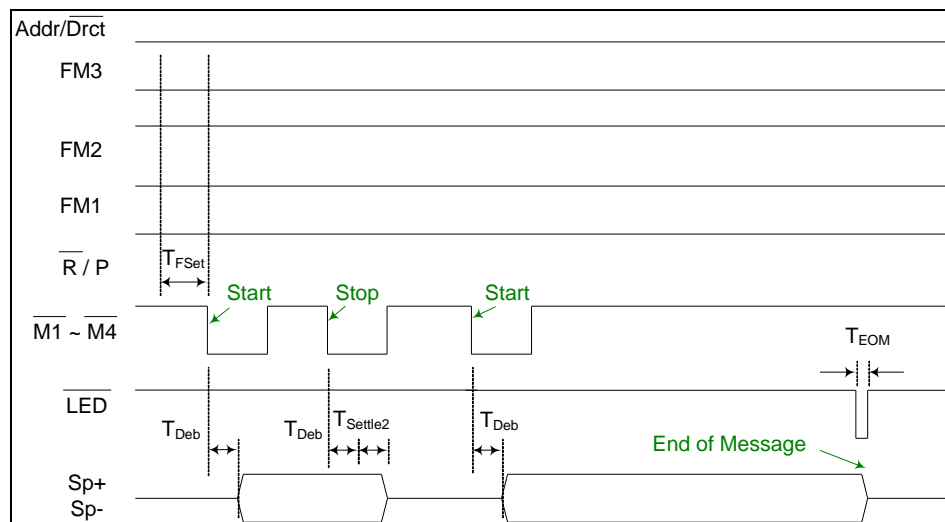 Addr/Drct
FM3
FM2
FM1
R / P
TFSet
Start
Stop
Start
M1 ~ M4
TEOM
LED
TDeb
TDeb
TSettle2
TDeb
End of Message
Sp+
Sp-